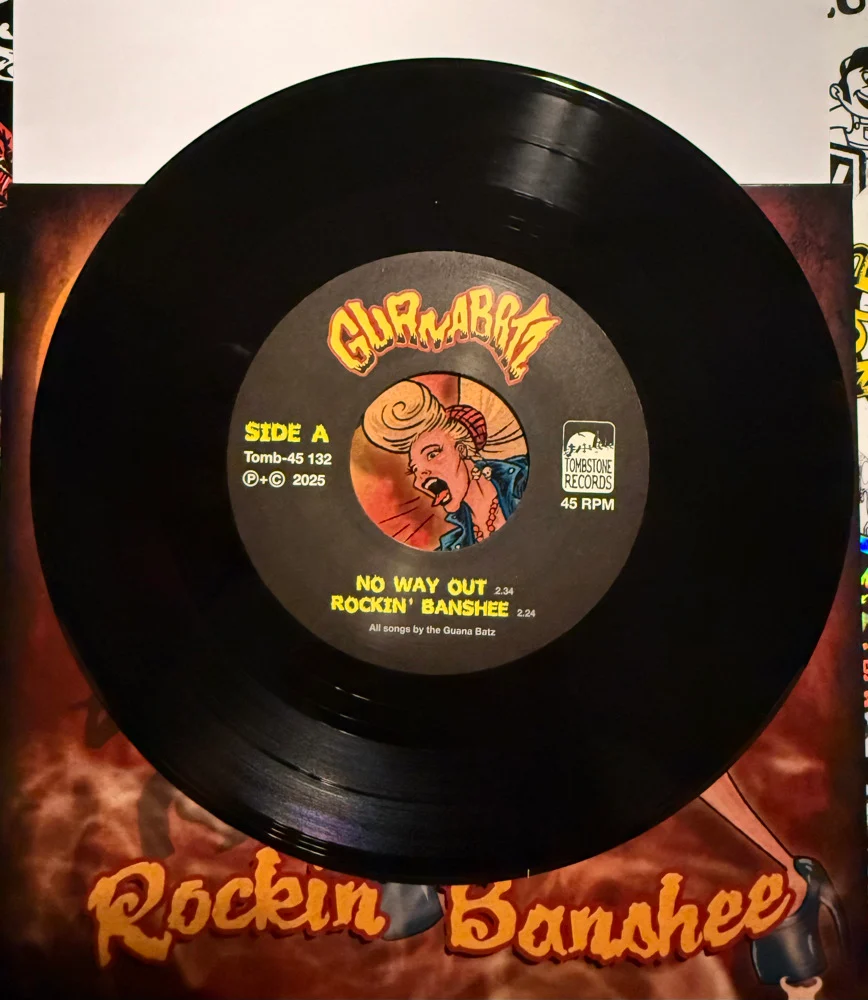 GUANABATZ
SIDE A
Tomb-45 132
Ⓟ+© 2025
TOMBSTONE
RECORDS
45 RPM
NO WAY OUT 2.34
ROCKIN' BANSHEE 2.24
All songs by the Guana Batz
Rockin Banshee